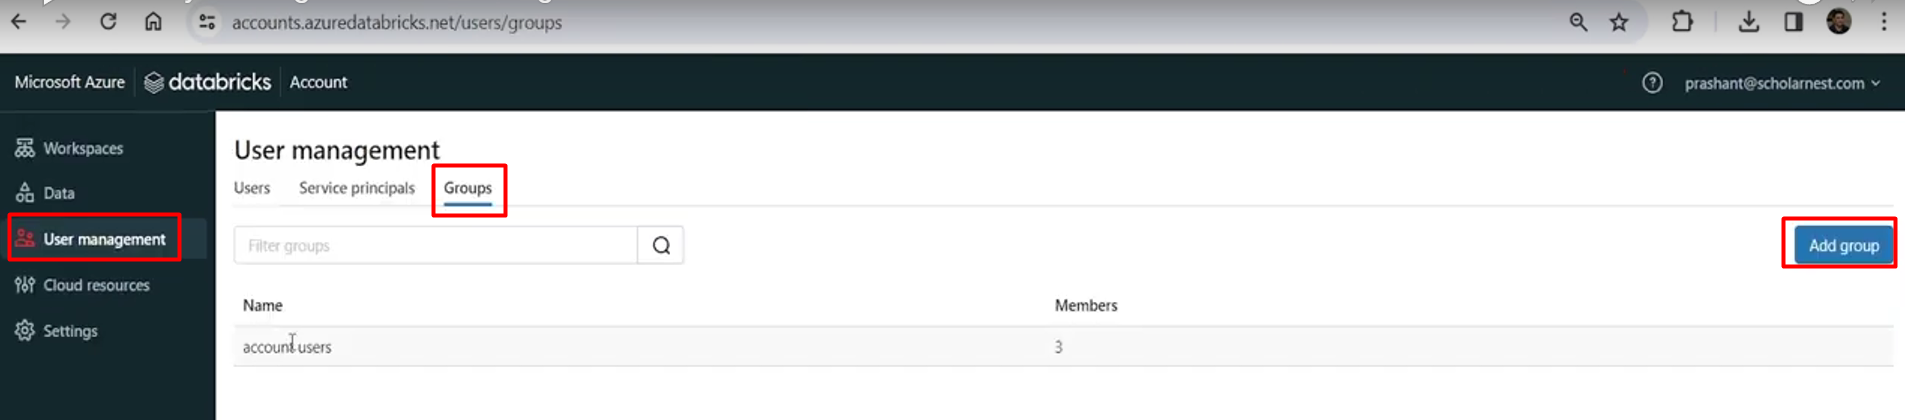 accounts.azuredatabricks.net/users/groups
Microsoft Azure databricks Account
prashant@scholarnest.com
Workspaces
Data
User management
Cloud resources
Settings
User management
Users Service principals Groups
Filter groups
Add group
Name Members
account users 3